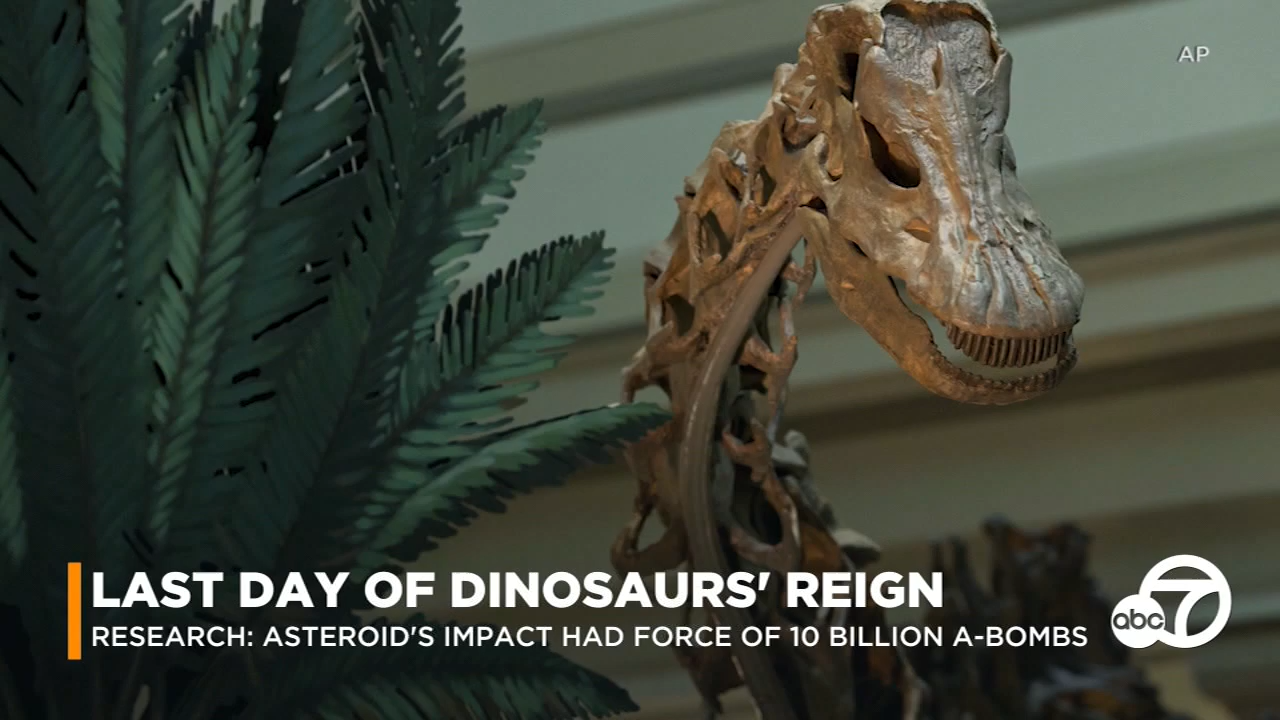 AP
LAST DAY OF DINOSAURS' REIGN
RESEARCH: ASTEROID'S IMPACT HAD FORCE OF 10 BILLION A-BOMBS
abc 7